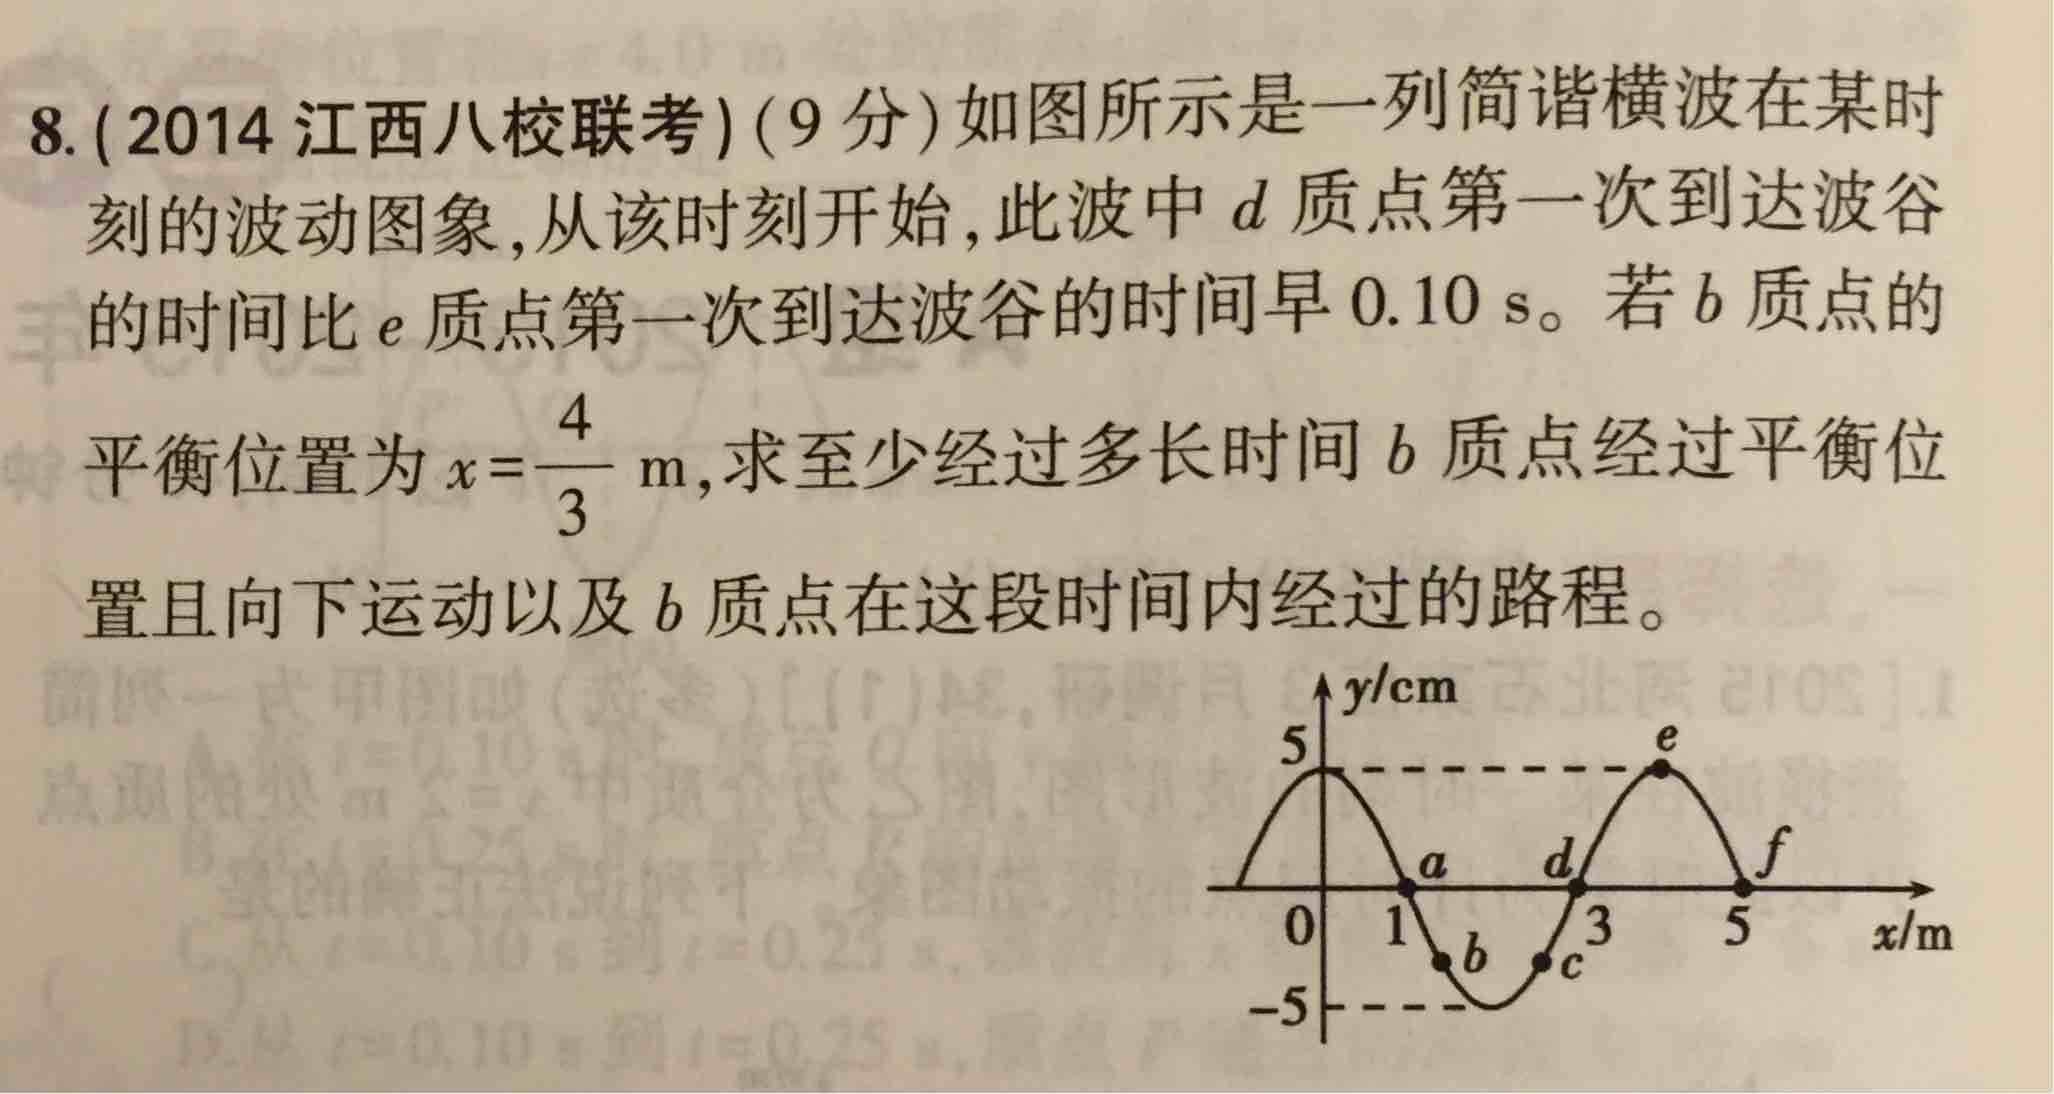 8.(2014 江西八校联考)(9 分)如图所示是一列简谐横波在某时
刻的波动图象,从该时刻开始,此波中 d 质点第一次到达波谷
的时间比 e 质点第一次到达波谷的时间早 0.10 s。若 b 质点的
平衡位置为 x=4/3 m,求至少经过多长时间 b 质点经过平衡位
置且向下运动以及 b 质点在这段时间内经过的路程。
y/cm
5
e
a
d
f
0
1
3
5
x/m
b
c
-5